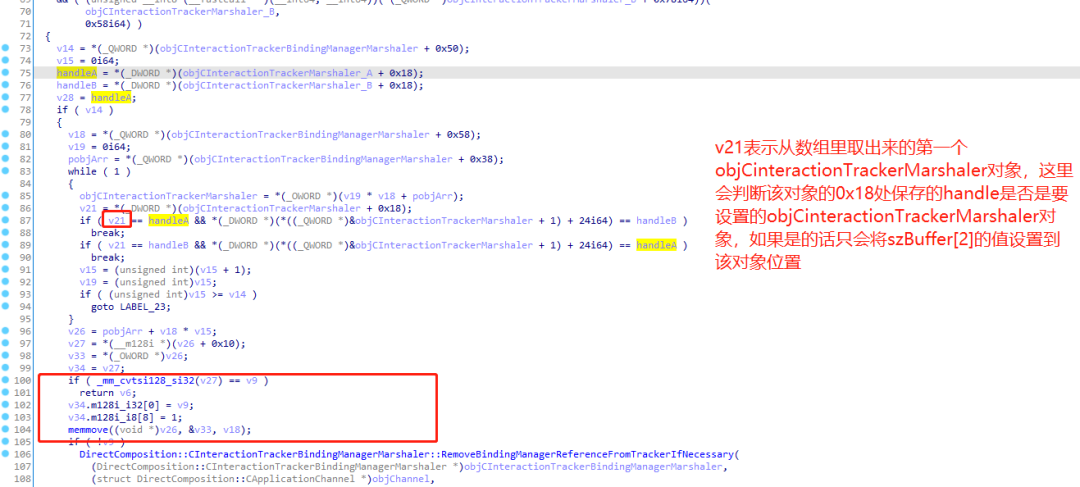 70 objCInteractionTrackerMarshaler_B,
71 0x58i64) )
72 {
73 v14 = *(_QWORD *)(objCInteractionTrackerBindingManagerMarshaler + 0x50);
74 v15 = 0i64;
75 handleA = *(_DWORD *)(objCInteractionTrackerMarshaler_A + 0x18);
76 handleB = *(_DWORD *)(objCInteractionTrackerMarshaler_B + 0x18);
77 v28 = handleA;
78 if ( v14 )
79 {
80 v18 = *(_QWORD *)(objCInteractionTrackerBindingManagerMarshaler + 0x58);
81 v19 = 0i64;
82 pobjArr = *(_QWORD *)(objCInteractionTrackerBindingManagerMarshaler + 0x38);
83 while ( 1 )
84 {
85 objCInteractionTrackerMarshaler = *(_OWORD *)(v19 * v18 + pobjArr);
86 v21 = *(_DWORD *)(objCInteractionTrackerMarshaler + 0x18);
87 if ( v21 == handleA && *(_DWORD *)(*((_QWORD *)&objCInteractionTrackerMarshaler + 1) + 24i64) == handleB )
88 break;
89 if ( v21 == handleB && *(_DWORD *)(*((_QWORD *)&objCInteractionTrackerMarshaler + 1) + 24i64) == handleA )
90 break;
91 v15 = (unsigned int)(v15 + 1);
92 v19 = (unsigned int)v15;
93 if ( (unsigned int)v15 >= v14 )
94 goto LABEL_23;
95 }
96 v26 = pobjArr + v18 * v15;
97 v27 = *(__m128i *)(v26 + 0x10);
98 v33 = *(_OWORD *)v26;
99 v34 = v27;
100 if ( _mm_cvtsi128_si32(v27) == v9 )
101 return v6;
102 v34.m128i_i32[0] = v9;
103 v34.m128i_i8[8] = 1;
104 memmove((void *)v26, &v33, v18);
105 if ( !v9 )
106 DirectComposition::CInteractionTrackerBindingManagerMarshaler::RemoveBindingManagerReferenceFromTrackerIfNecessary(
107 (DirectComposition::CInteractionTrackerBindingManagerMarshaler *)objCInteractionTrackerBindingManagerMarshaler,
108 (struct DirectComposition::CApplicationChannel *)objChannel,
v21表示从数组里取出来的第一个
objCinteractionTrackerMarshaler对象，这里
会判断该对象的0x18处保存的handle是否是要
设置的objCinteractionTrackerMarshaler对
象，如果是的话只会将szBuffer[2]的值设置到
该对象位置